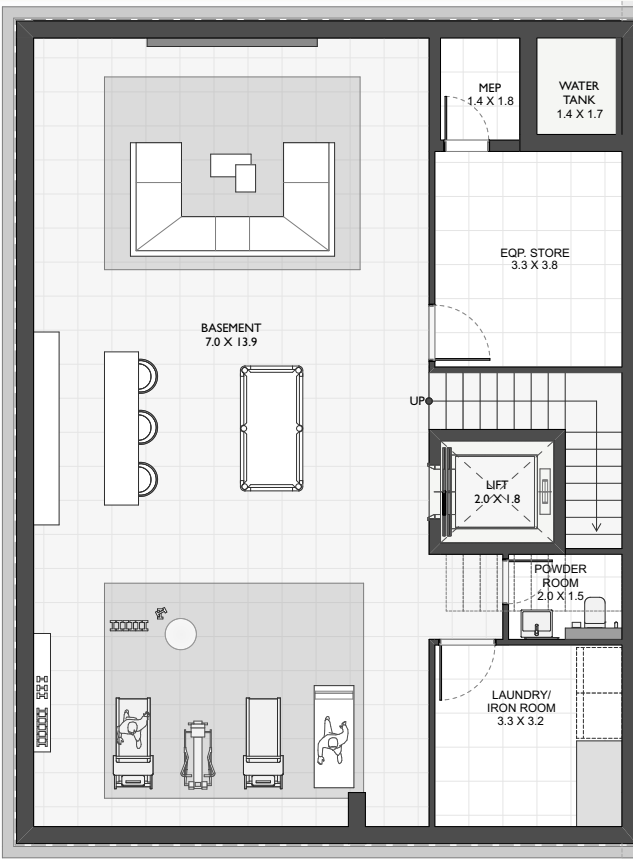 MEP
1.4 X 1.8
WATER
TANK
1.4 X 1.7
EQP. STORE
3.3 X 3.8
BASEMENT
7.0 X 13.9
UP
LIFT
2.0 X 1.8
POWDER
ROOM
2.0 X 1.5
LAUNDRY/
IRON ROOM
3.3 X 3.2